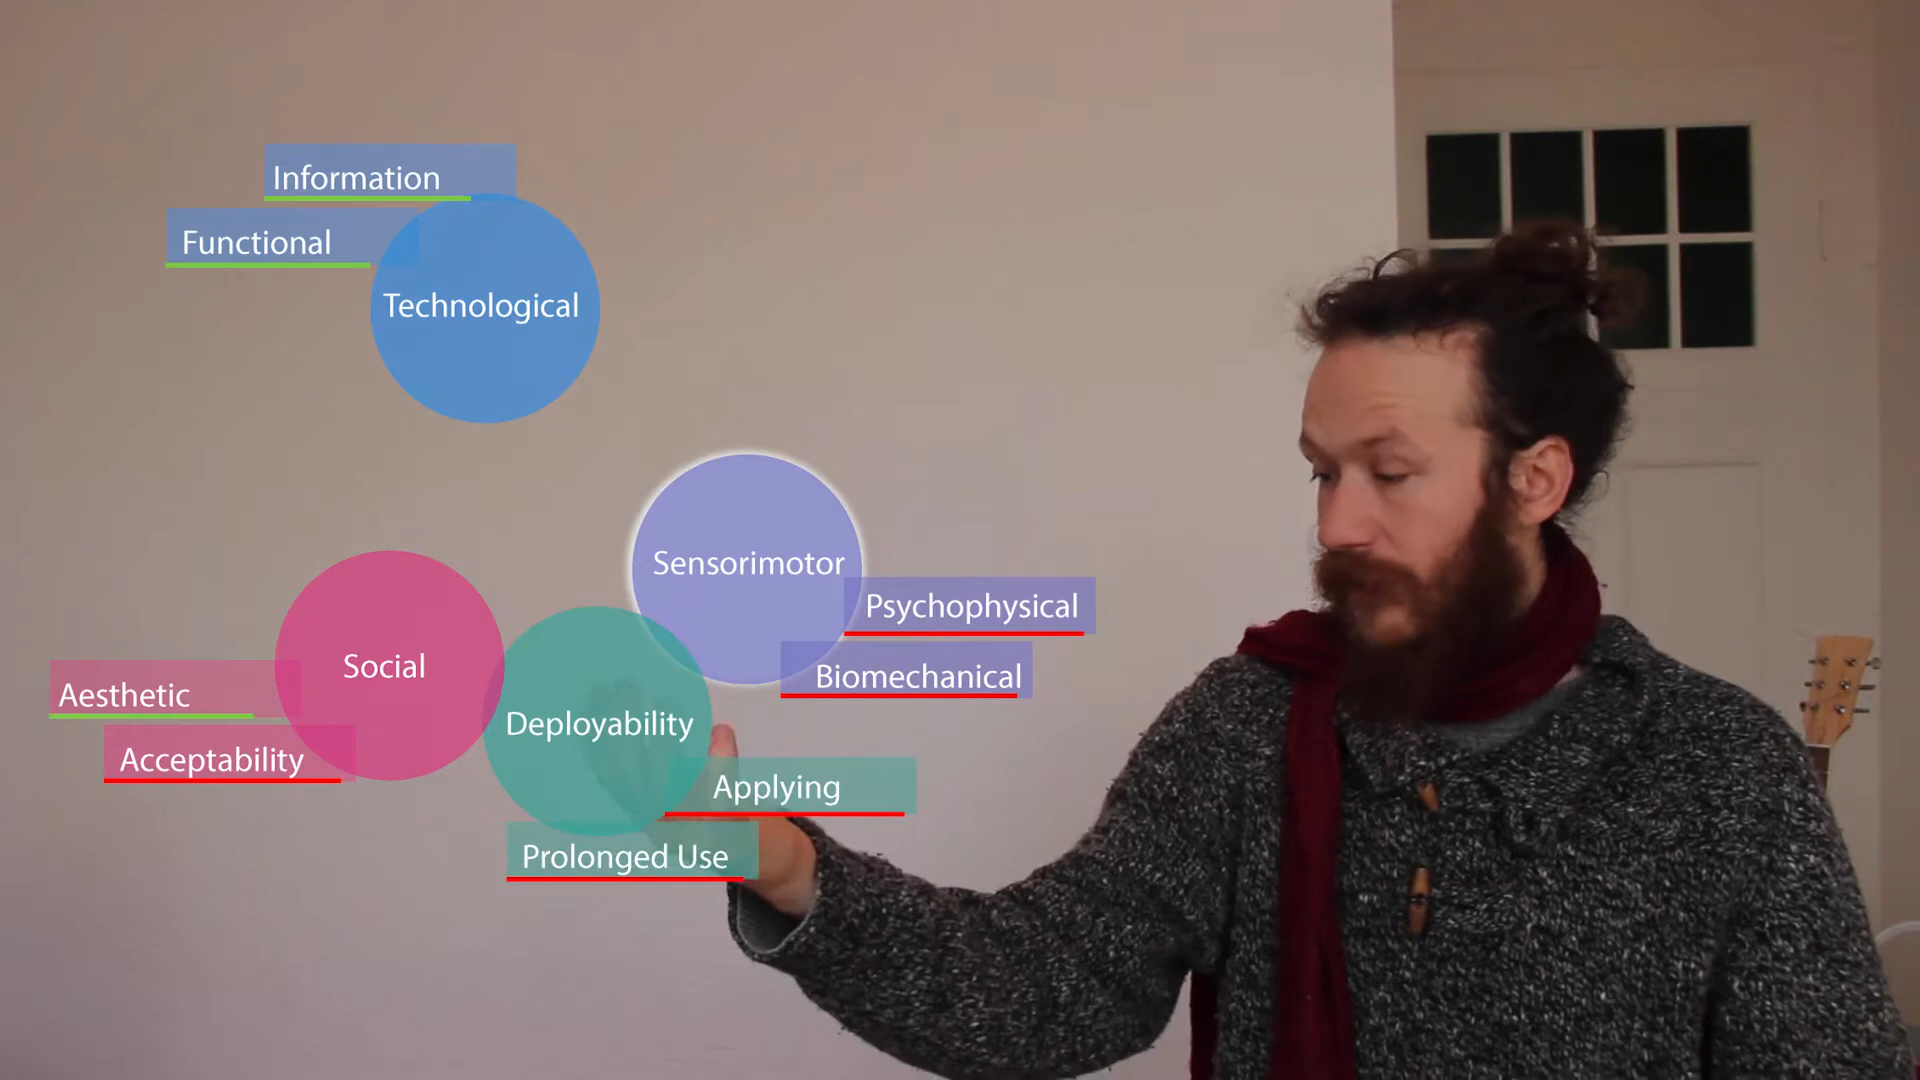 Information
Functional
Technological
Sensorimotor
Psychophysical
Biomechanical
Social
Aesthetic
Acceptability
Deployability
Applying
Prolonged Use